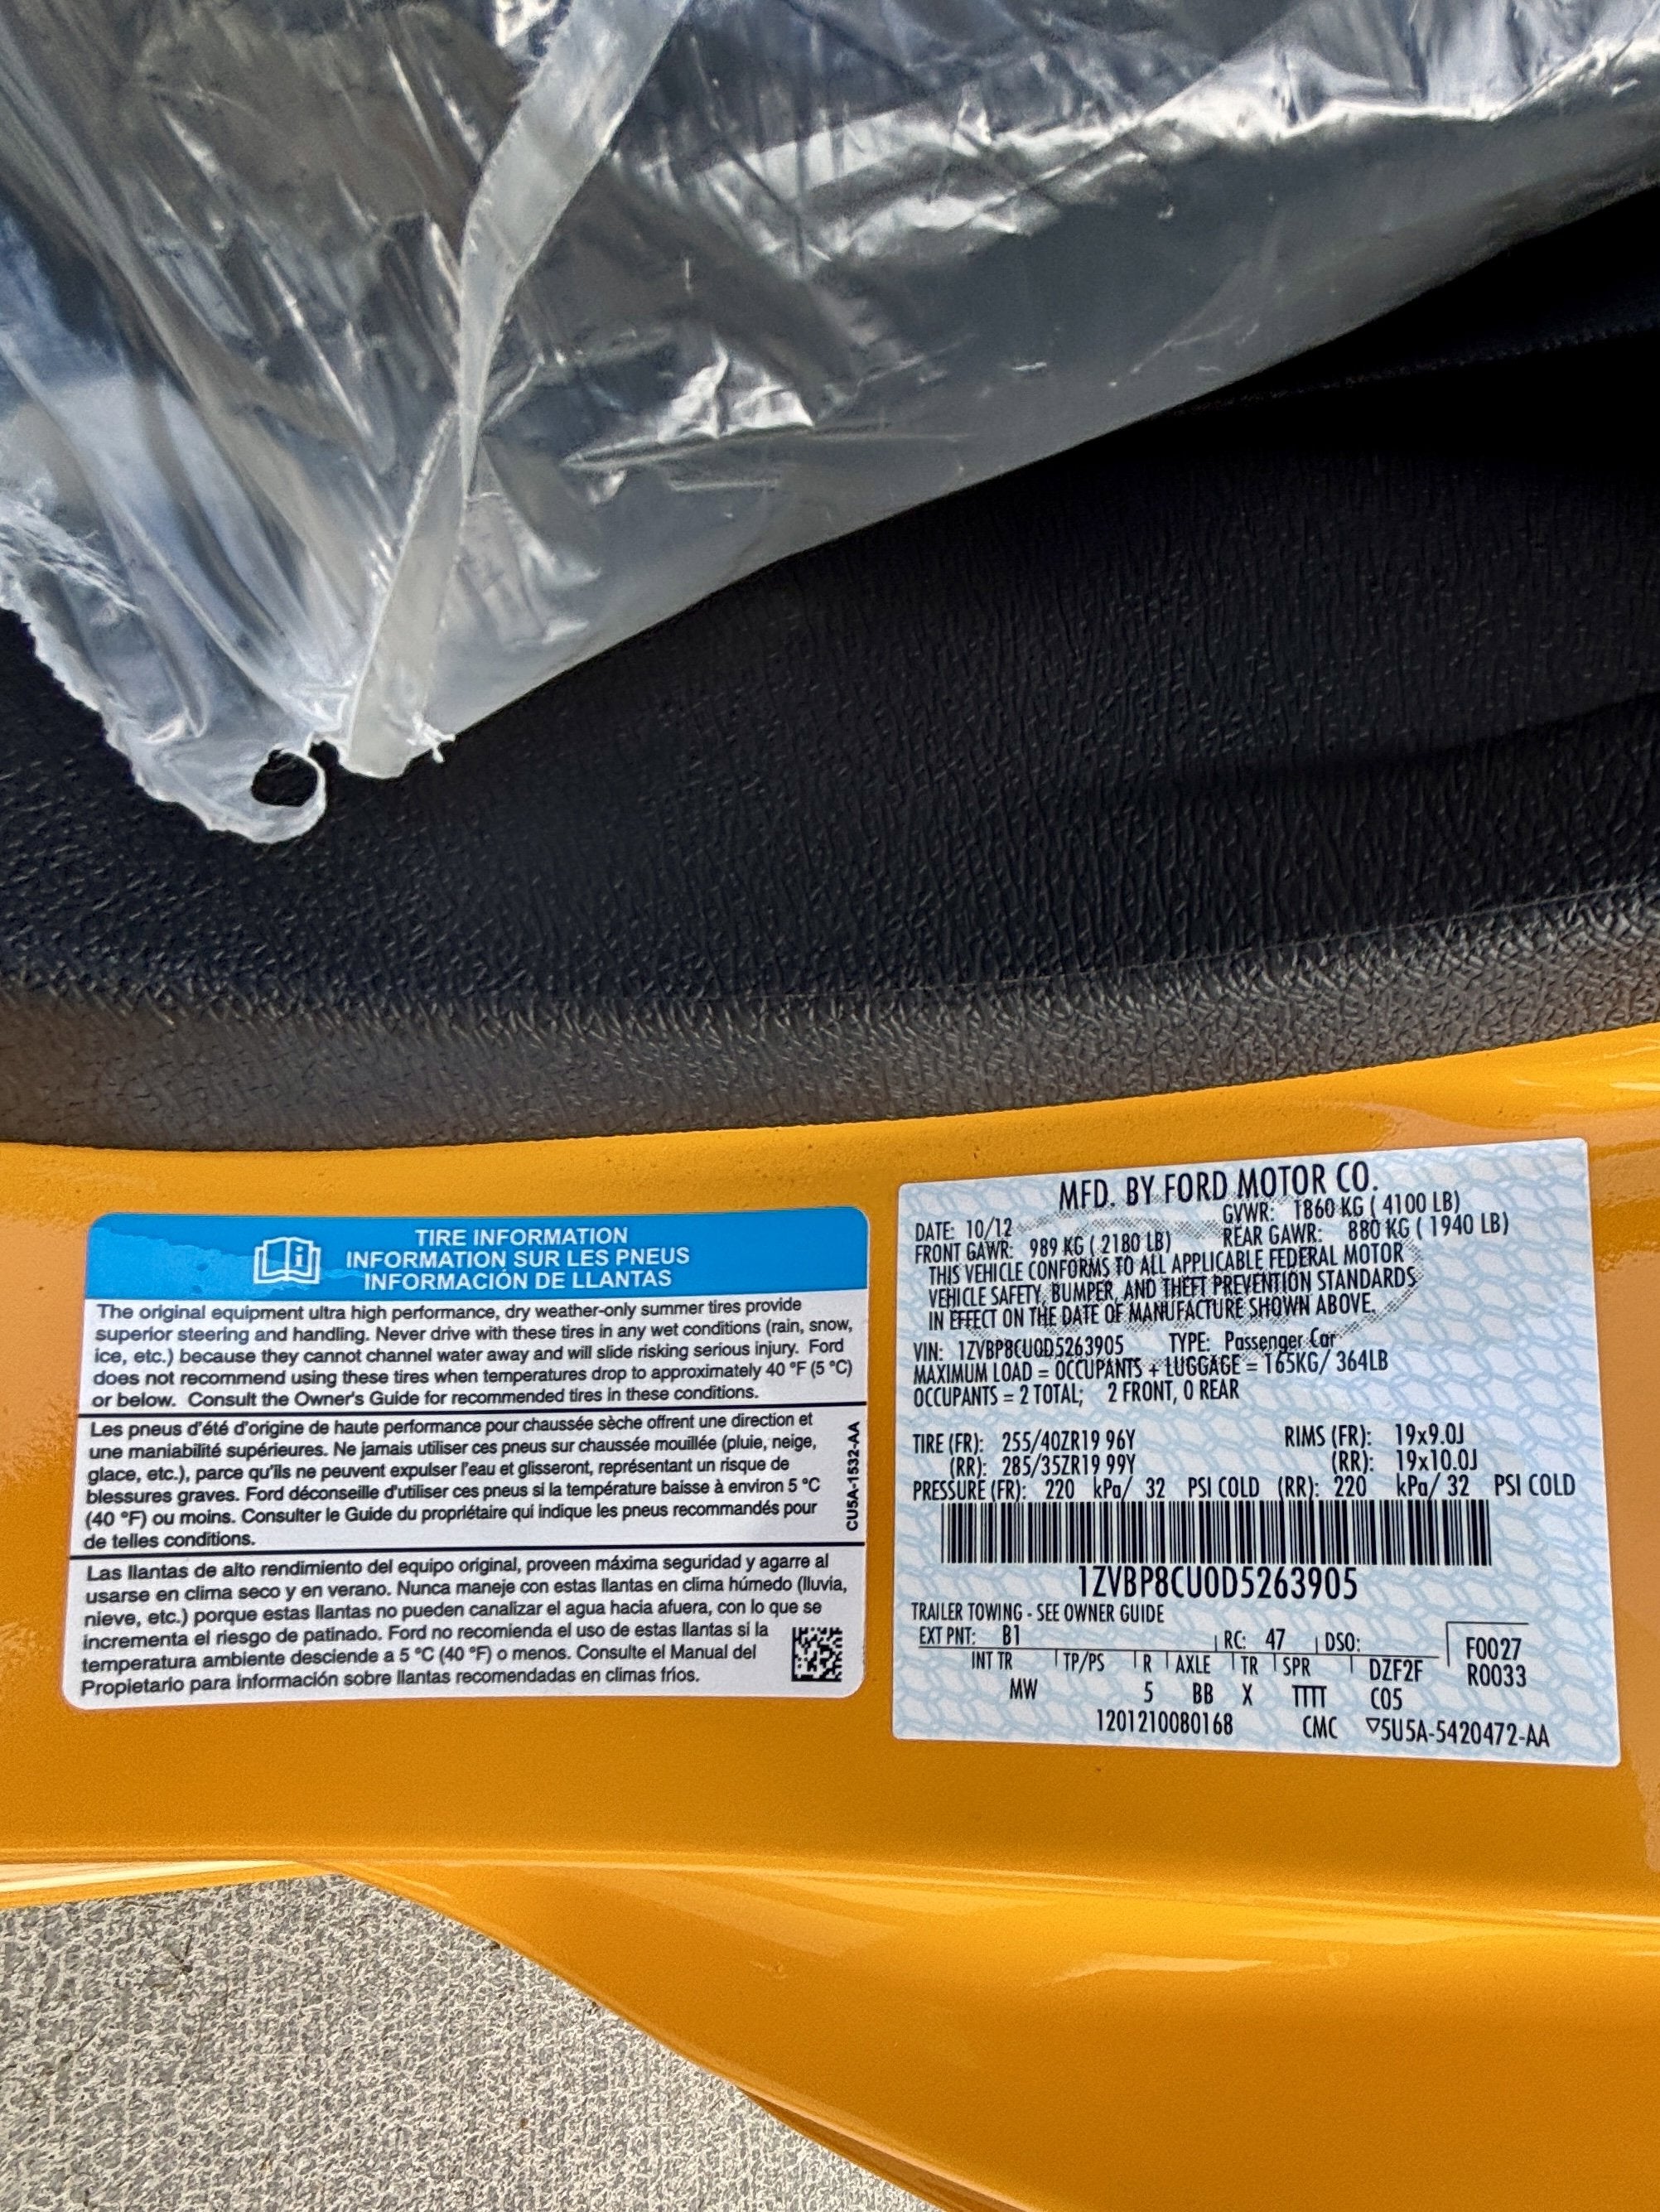 TIRE INFORMATION
INFORMATION SUR LES PNEUS
INFORMACIÓN DE LLANTAS
The original equipment ultra high performance, dry weather-only summer tires provide
superior steering and handling. Never drive with these tires in any wet conditions (rain, snow,
ice, etc.) because they cannot channel water away and will slide risking serious injury. Ford
does not recommend using these tires when temperatures drop to approximately 40 °F (5 °C)
or below. Consult the Owner's Guide for recommended tires in these conditions.
Les pneus d'été d'origine de haute performance pour chaussée sèche offrent une direction et
une maniabilité supérieures. Ne jamais utiliser ces pneus sur chaussée mouillée (pluie, neige,
glace, etc.), parce qu'ils ne peuvent expulser l'eau et glisseront, représentant un risque de
blessures graves. Ford déconseille d'utiliser ces pneus si la température baisse à environ 5 °C
(40 °F) ou moins. Consulter le Guide du propriétaire qui indique les pneus recommandés pour
de telles conditions.
CU5A-1532-AA
Las llantas de alto rendimiento del equipo original, proveen máxima seguridad y agarre al
usarse en clima seco y en verano. Nunca maneje con estas llantas en clima húmedo (lluvia,
nieve, etc.) porque estas llantas no pueden canalizar el agua hacia afuera, con lo que se
incrementa el riesgo de patinado. Ford no recomienda el uso de estas llantas si la
temperatura ambiente desciende a 5 °C (40 °F) o menos. Consulte el Manual del
Propietario para información sobre llantas recomendadas en climas fríos.
MFD. BY FORD MOTOR CO.
DATE: 10/12 GVWR: 1860 KG ( 4100 LB)
FRONT GAWR: 989 KG ( 2180 LB) REAR GAWR: 880 KG ( 1940 LB)
THIS VEHICLE CONFORMS TO ALL APPLICABLE FEDERAL MOTOR
VEHICLE SAFETY, BUMPER, AND THEFT PREVENTION STANDARDS
IN EFFECT ON THE DATE OF MANUFACTURE SHOWN ABOVE.
VIN: 1ZVBP8CU0D5263905 TYPE: Passenger Car
MAXIMUM LOAD = OCCUPANTS + LUGGAGE = 165KG/ 364LB
OCCUPANTS = 2 TOTAL; 2 FRONT, 0 REAR
TIRE (FR): 255/40ZR19 96Y RIMS (FR): 19x9.0J
(RR): 285/35ZR19 99Y (RR): 19x10.0J
PRESSURE (FR): 220 kPa/ 32 PSI COLD (RR): 220 kPa/ 32 PSI COLD
1ZVBP8CU0D5263905
TRAILER TOWING - SEE OWNER GUIDE
EXT PNT: B1 RC: 47 DSO: F0027
INT TR TP/PS R AXLE TR SPR DZF2F R0033
MW 5 BB X TTTT C05
1201210080168 CMC ▽5U5A-5420472-AA